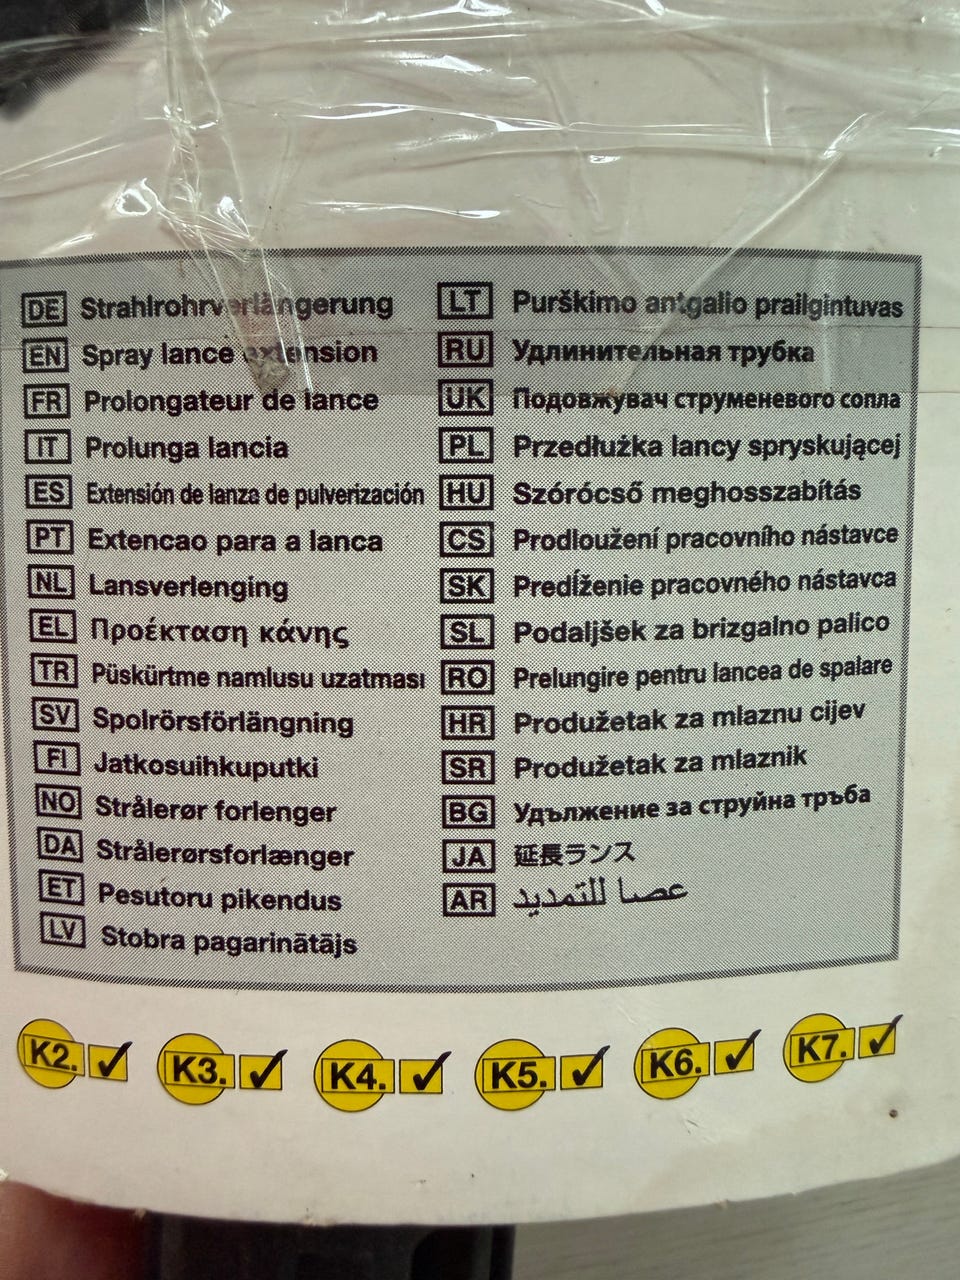 DE Strahlrohrverlängerung
EN Spray lance extension
FR Prolongateur de lance
IT Prolunga lancia
ES Extensión de lanza de pulverización
PT Extencao para a lanca
NL Lansverlenging
EL Προέκταση κάνης
TR Püskürtme namlusu uzatması
SV Spolrörsförlängning
FI Jatkosuihkuputki
NO Strålerør forlenger
DA Strålerørsforlænger
ET Pesutoru pikendus
LV Stobra pagarinātājs
LT Purškimo antgalio prailgintuvas
RU Удлинительная трубка
UK Подовжувач струменевого сопла
PL Przedłużka lancy spryskującej
HU Szórócső meghosszabítás
CS Prodloužení pracovního nástavce
SK Predĺženie pracovného nástavca
SL Podaljšek za brizgalno palico
RO Prelungire pentru lancea de spalare
HR Produžetak za mlaznu cijev
SR Produžetak za mlaznik
BG Удължение за струйна тръба
JA 延長ランス
AR عصا للتمديد
K2. ✓ K3. ✓ K4. ✓ K5. ✓ K6. ✓ K7. ✓